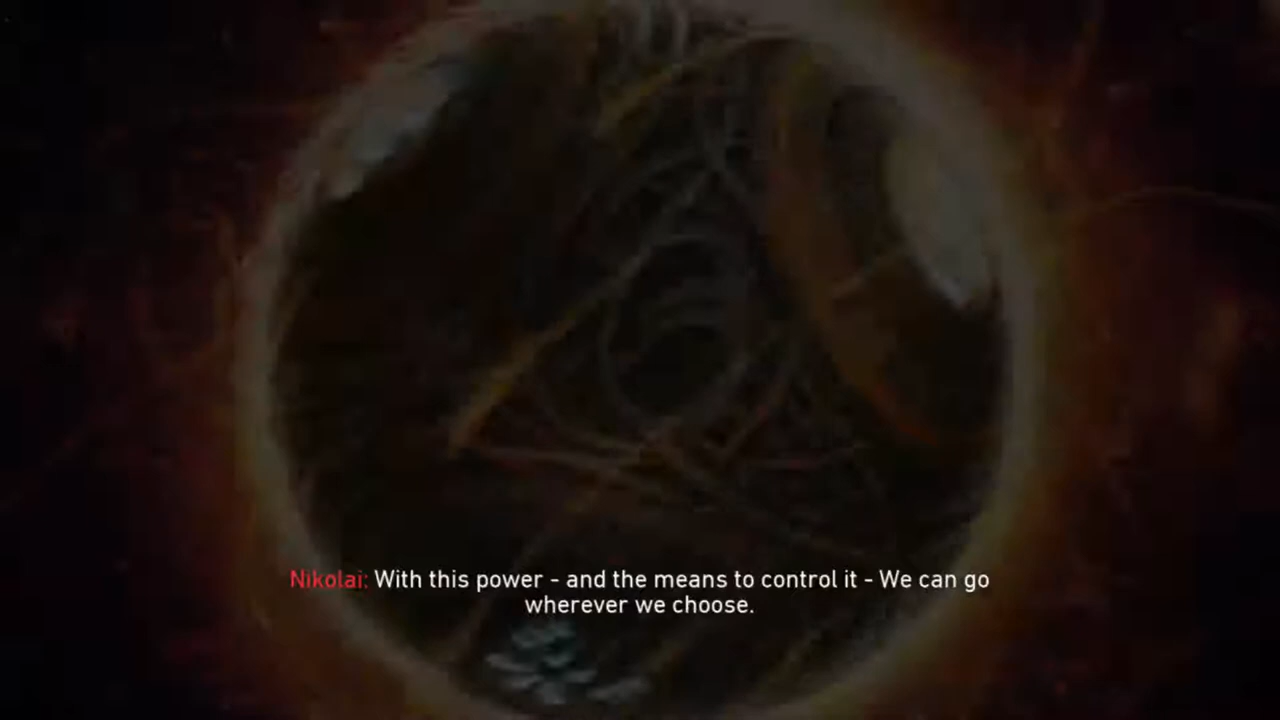 Nikolai: With this power - and the means to control it - We can go
wherever we choose.